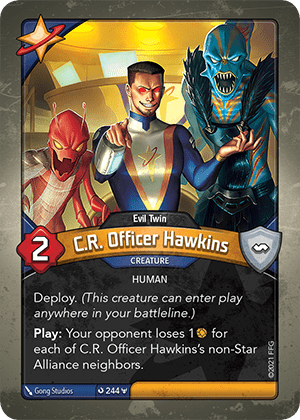 Evil Twin
C.R. Officer Hawkins
CREATURE
2
HUMAN
Deploy. (This creature can enter play
anywhere in your battleline.)
Play: Your opponent loses 1 for
each of C.R. Officer Hawkins's non-Star
Alliance neighbors.
Gong Studios
244
©2021 FFG